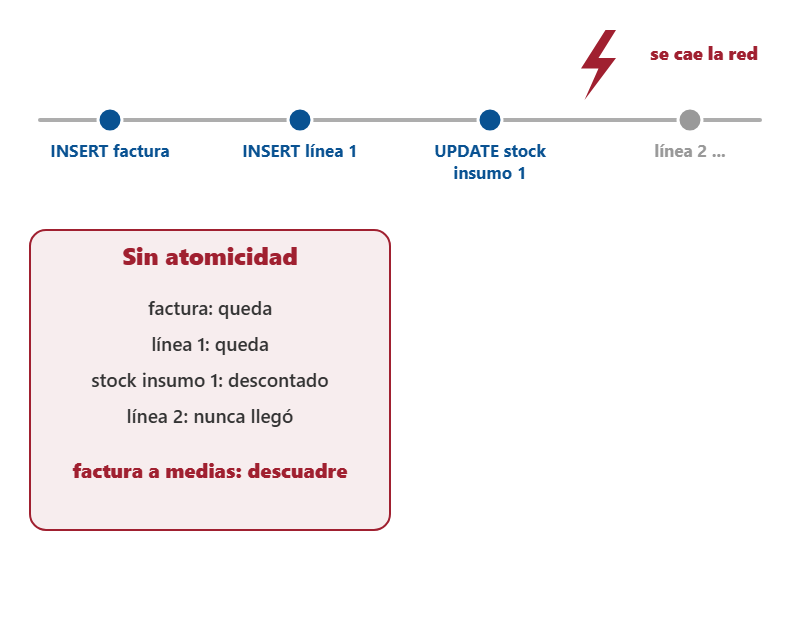 se cae la red
INSERT factura
INSERT línea 1
UPDATE stock
insumo 1
línea 2 ...
Sin atomicidad
factura: queda
línea 1: queda
stock insumo 1: descontado
línea 2: nunca llegó
factura a medias: descuadre